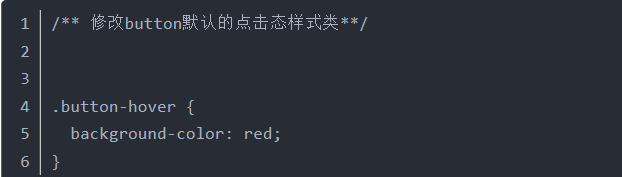 1 /** 修改button默认的点击态样式类**/
2
3
4 .button-hover {
5   background-color: red;
6 }